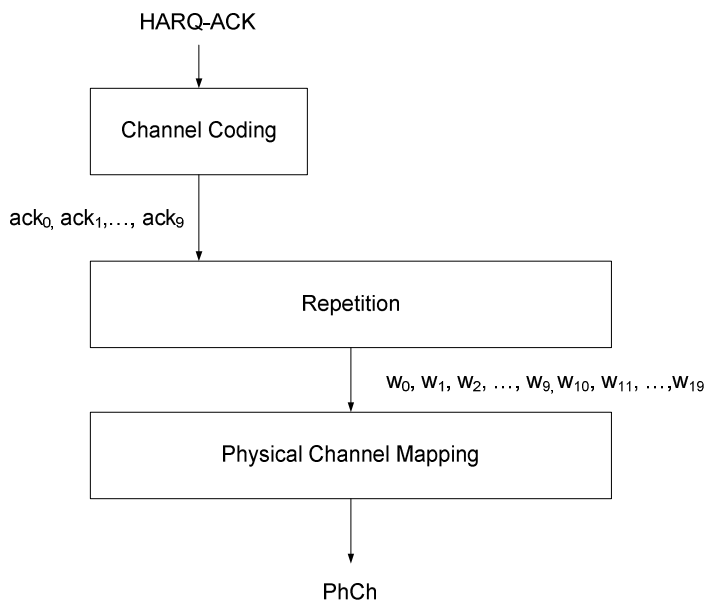 HARQ-ACK
Channel Coding
ack₀, ack₁,…, ack₉
Repetition
w₀, w₁, w₂, …, w₉, w₁₀, w₁₁, …,w₁₉
Physical Channel Mapping
PhCh